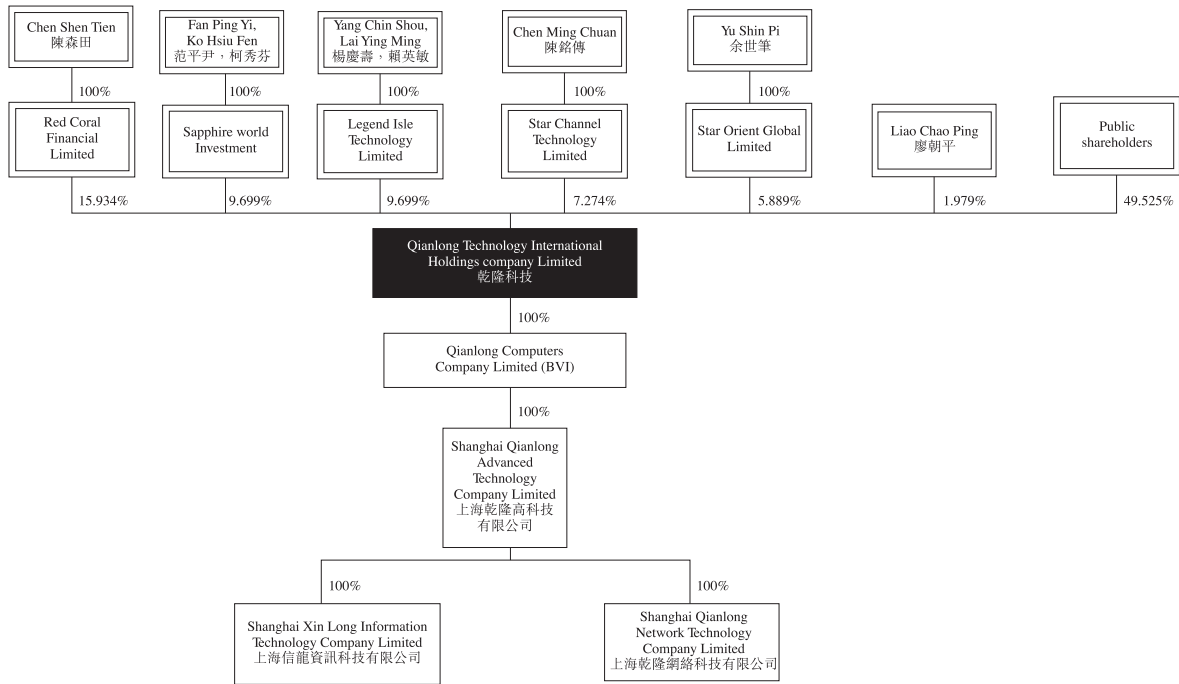 Chen Shen Tien
陳森田
Fan Ping Yi,
Ko Hsiu Fen
范平尹，柯秀芬
Yang Chin Shou,
Lai Ying Ming
楊慶壽，賴英敏
Chen Ming Chuan
陳銘傳
Yu Shin Pi
余世筆
100%
100%
100%
100%
100%
Red Coral
Financial
Limited
Sapphire world
Investment
Legend Isle
Technology
Limited
Star Channel
Technology
Limited
Star Orient Global
Limited
Liao Chao Ping
廖朝平
Public
shareholders
15.934%
9.699%
9.699%
7.274%
5.889%
1.979%
49.525%
Qianlong Technology International
Holdings company Limited
乾隆科技
100%
Qianlong Computers
Company Limited (BVI)
100%
Shanghai Qianlong
Advanced
Technology
Company Limited
上海乾隆高科技
有限公司
100%
100%
Shanghai Xin Long Information
Technology Company Limited
上海信龍資訊科技有限公司
Shanghai Qianlong
Network Technology
Company Limited
上海乾隆網絡科技有限公司